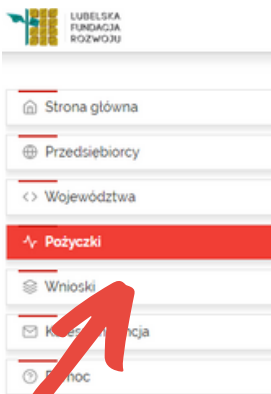 LUBELSKA
FUNDACJA
ROZWOJU
Strona główna
Przedsiębiorcy
Województwa
Pożyczki
Wnioski